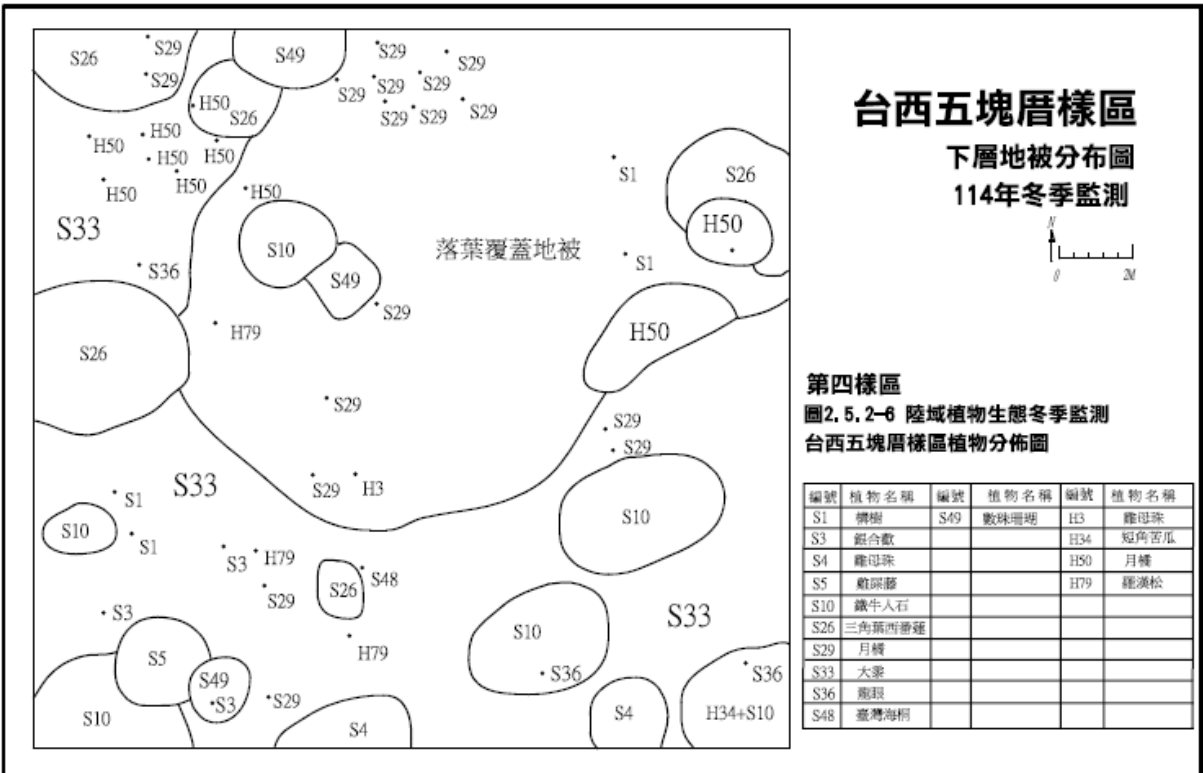 S26
S29
S49
S29
S29
S29
S29
S29
S29
S29
S29
S29
H50
S26
H50
H50
H50
H50
H50
H50
H50
S33
S10
落葉覆蓋地被
S1
S26
H50
S36
S49
S1
S29
H79
H50
S26
S29
S29
S29
S33
S29
H3
S1
S10
S1
S10
S3
H79
S29
S26
S48
S3
S33
S10
H79
S5
S36
S36
S49
S3
S29
S10
S4
S4
H34+S10
台西五塊厝樣區
下層地被分布圖
114年冬季監測
N
0 2M
第四樣區
圖2.5.2-6 陸域植物生態冬季監測
台西五塊厝樣區植物分佈圖
編號 植物名稱 編號 植物名稱 編號 植物名稱
S1 構樹 S49 數珠珊瑚 H3 雞母珠
S3 銀合歡 H34 短角苦瓜
S4 雞母珠 H50 月橘
S5 雞屎藤 H79 羅漢松
S10 鐵牛入石
S26 三角葉西番蓮
S29 月橘
S33 大黍
S36 龍眼
S48 臺灣海桐